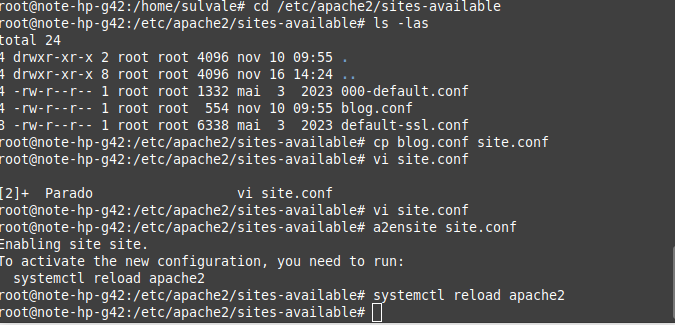 root@note-hp-g42:/home/sulvale# cd /etc/apache2/sites-available
root@note-hp-g42:/etc/apache2/sites-available# ls -las
total 24
4 drwxr-xr-x 2 root root 4096 nov 10 09:55 .
4 drwxr-xr-x 8 root root 4096 nov 16 14:24 ..
4 -rw-r--r-- 1 root root 1332 mai  3  2023 000-default.conf
4 -rw-r--r-- 1 root root  554 nov 10 09:55 blog.conf
8 -rw-r--r-- 1 root root 6338 mai  3  2023 default-ssl.conf
root@note-hp-g42:/etc/apache2/sites-available# cp blog.conf site.conf
root@note-hp-g42:/etc/apache2/sites-available# vi site.conf
[2]+  Parado                  vi site.conf
root@note-hp-g42:/etc/apache2/sites-available# vi site.conf
root@note-hp-g42:/etc/apache2/sites-available# a2ensite site.conf
Enabling site site.
To activate the new configuration, you need to run:
  systemctl reload apache2
root@note-hp-g42:/etc/apache2/sites-available# systemctl reload apache2
root@note-hp-g42:/etc/apache2/sites-available#